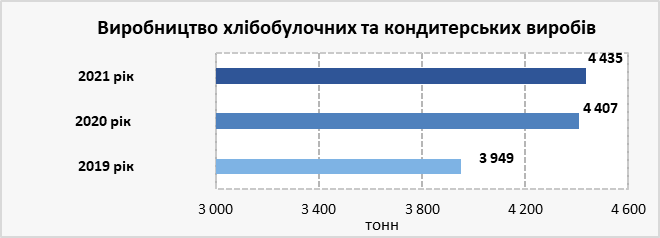 Виробництво хлібобулочних та кондитерських виробів
2021 рік 4 435
2020 рік 4 407
2019 рік 3 949
3 000 3 400 3 800 4 200 4 600
тонн